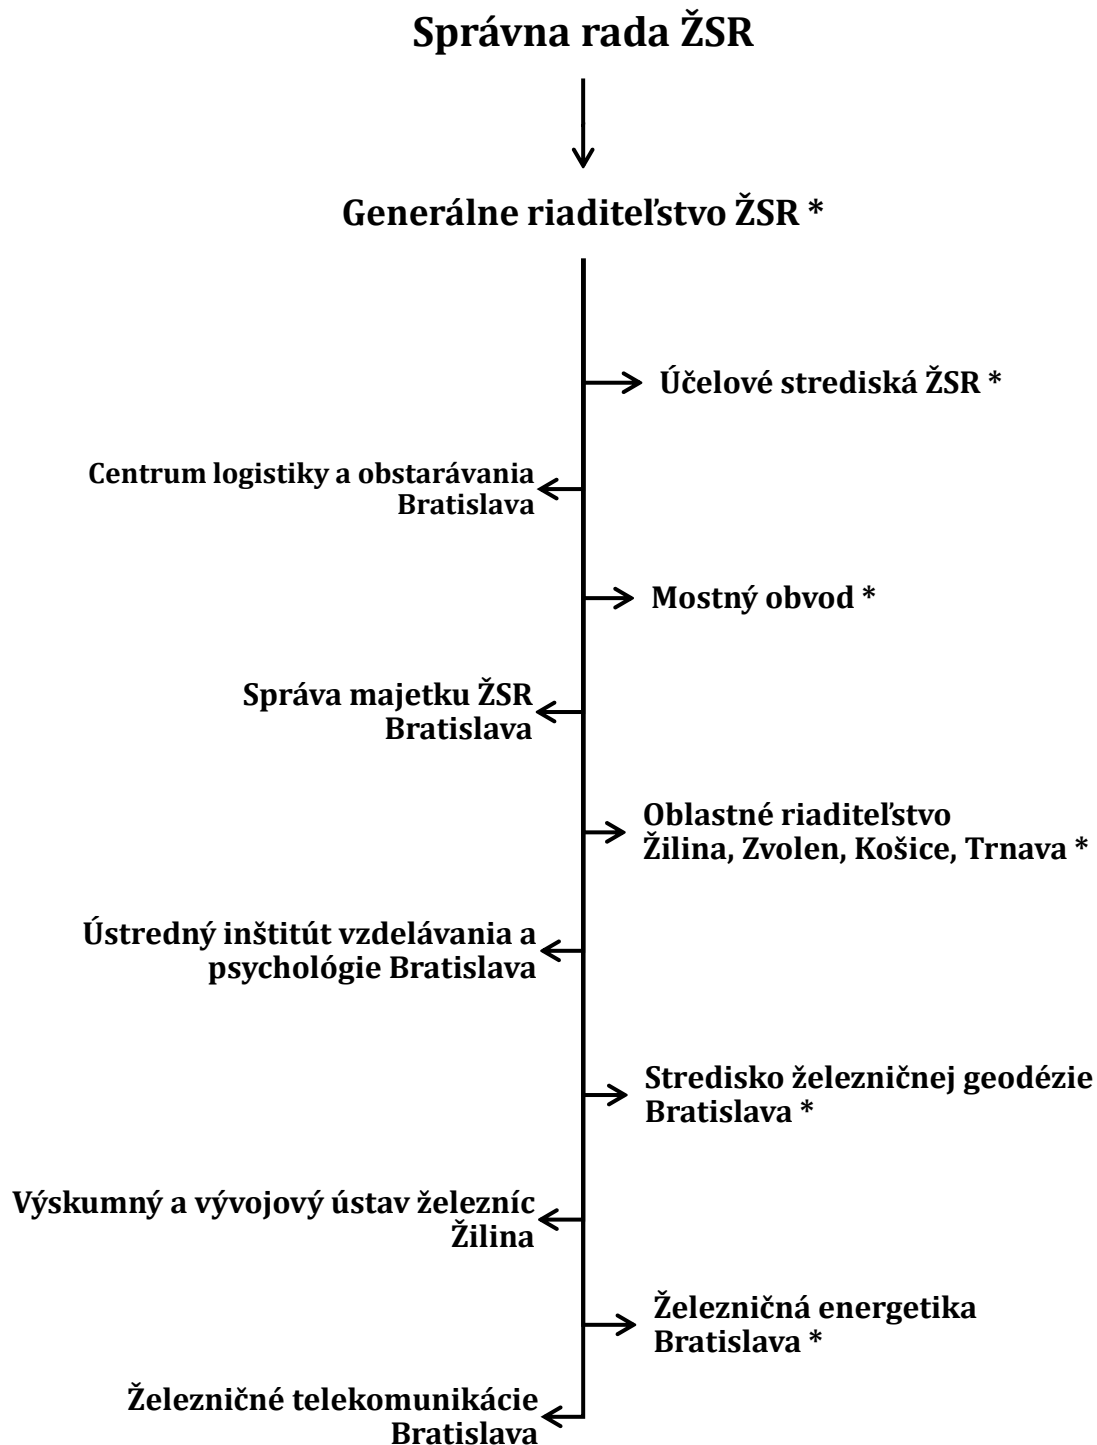 Správna rada ŽSR
Generálne riaditeľstvo ŽSR *
Účelové strediská ŽSR *
Centrum logistiky a obstarávania
Bratislava
Mostný obvod *
Správa majetku ŽSR
Bratislava
Oblastné riaditeľstvo
Žilina, Zvolen, Košice, Trnava *
Ústredný inštitút vzdelávania a
psychológie Bratislava
Stredisko železničnej geodézie
Bratislava *
Výskumný a vývojový ústav železníc
Žilina
Železničná energetika
Bratislava *
Železničné telekomunikácie
Bratislava